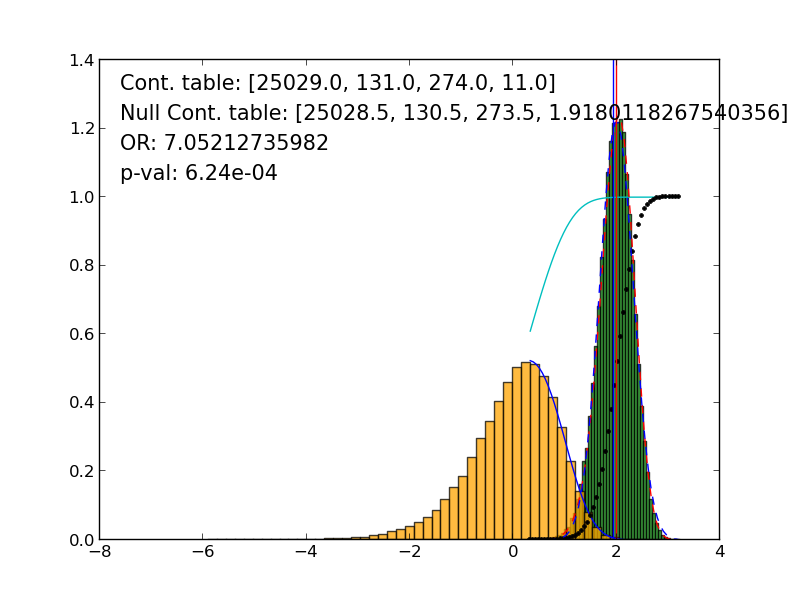 1.4
Cont. table: [25029.0, 131.0, 274.0, 11.0]
Null Cont. table: [25028.5, 130.5, 273.5, 1.9180118267540356]
1.2
OR: 7.05212735982
p-val: 6.24e-04
1.0
0.8
0.6
0.4
0.2
0.0
−8 −6 −4 −2 0 2 4